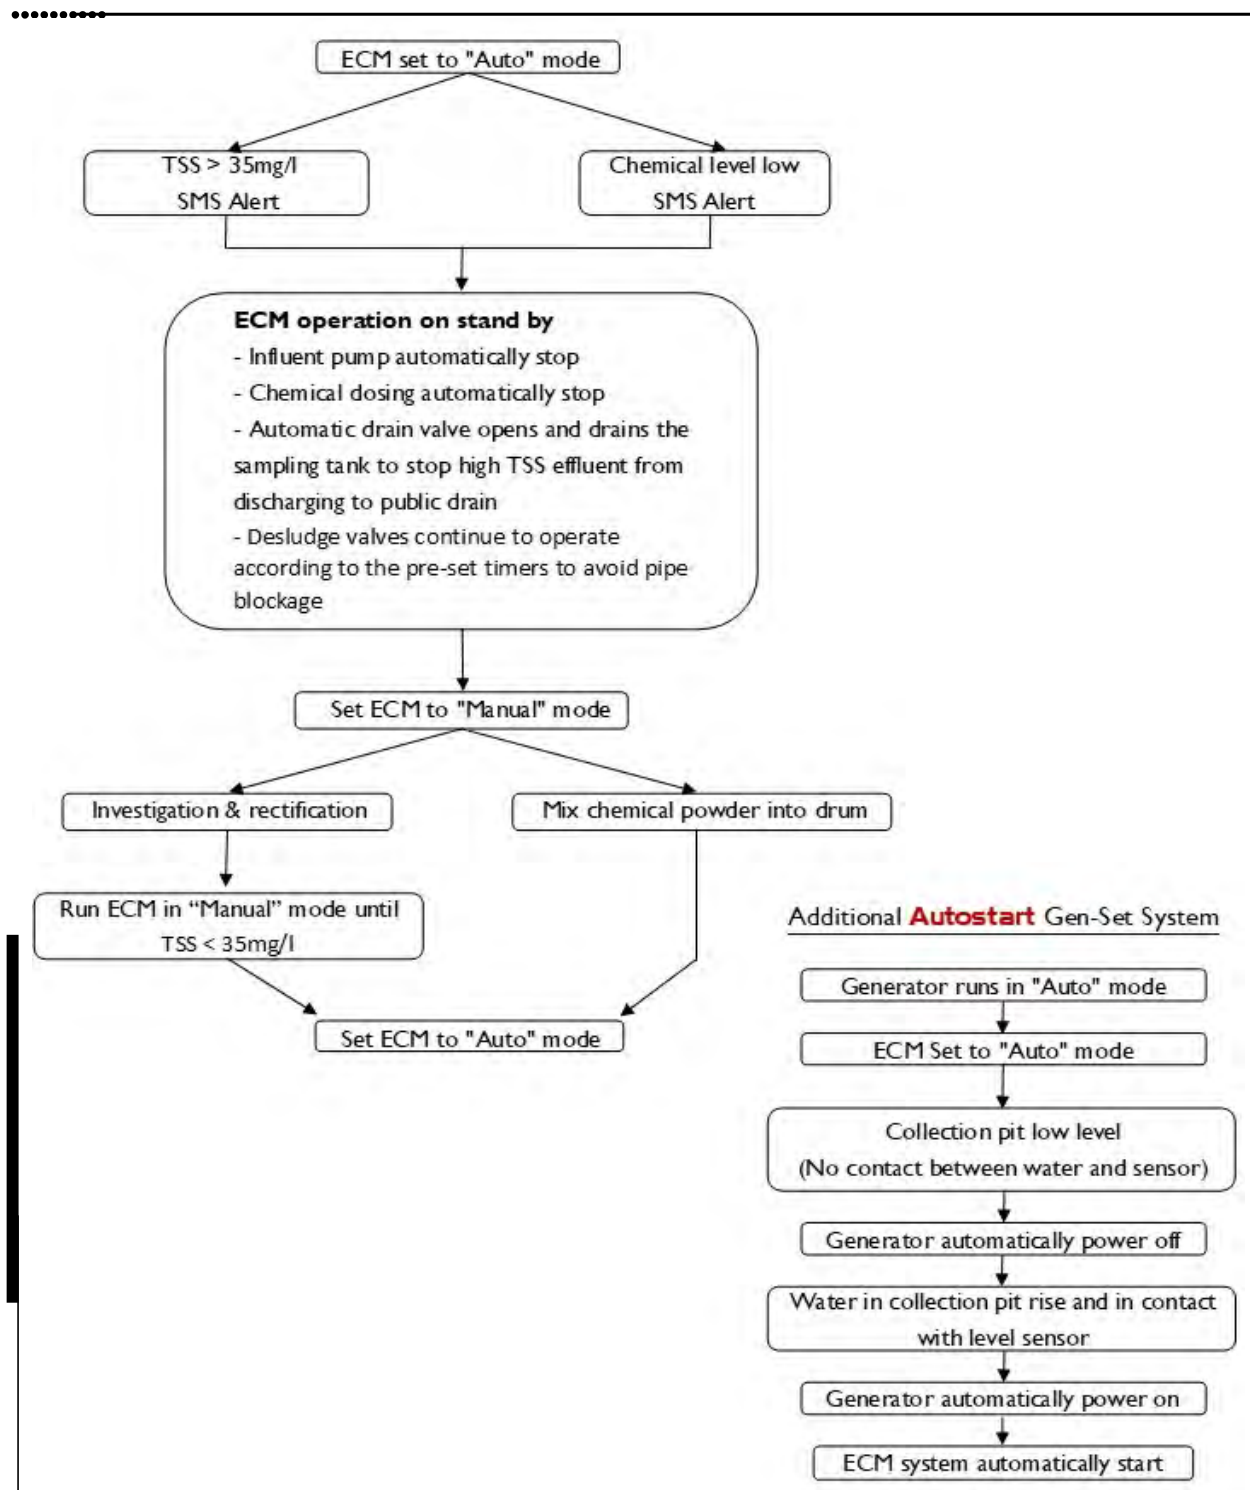 ECM set to "Auto" mode
TSS > 35mg/l
SMS Alert
Chemical level low
SMS Alert
ECM operation on stand by
- Influent pump automatically stop
- Chemical dosing automatically stop
- Automatic drain valve opens and drains the
sampling tank to stop high TSS effluent from
discharging to public drain
- Desludge valves continue to operate
according to the pre-set timers to avoid pipe
blockage
Set ECM to "Manual" mode
Investigation & rectification
Mix chemical powder into drum
Run ECM in “Manual” mode until
TSS < 35mg/l
Set ECM to "Auto" mode
Additional Autostart Gen-Set System
Generator runs in "Auto" mode
ECM Set to "Auto" mode
Collection pit low level
(No contact between water and sensor)
Generator automatically power off
Water in collection pit rise and in contact
with level sensor
Generator automatically power on
ECM system automatically start